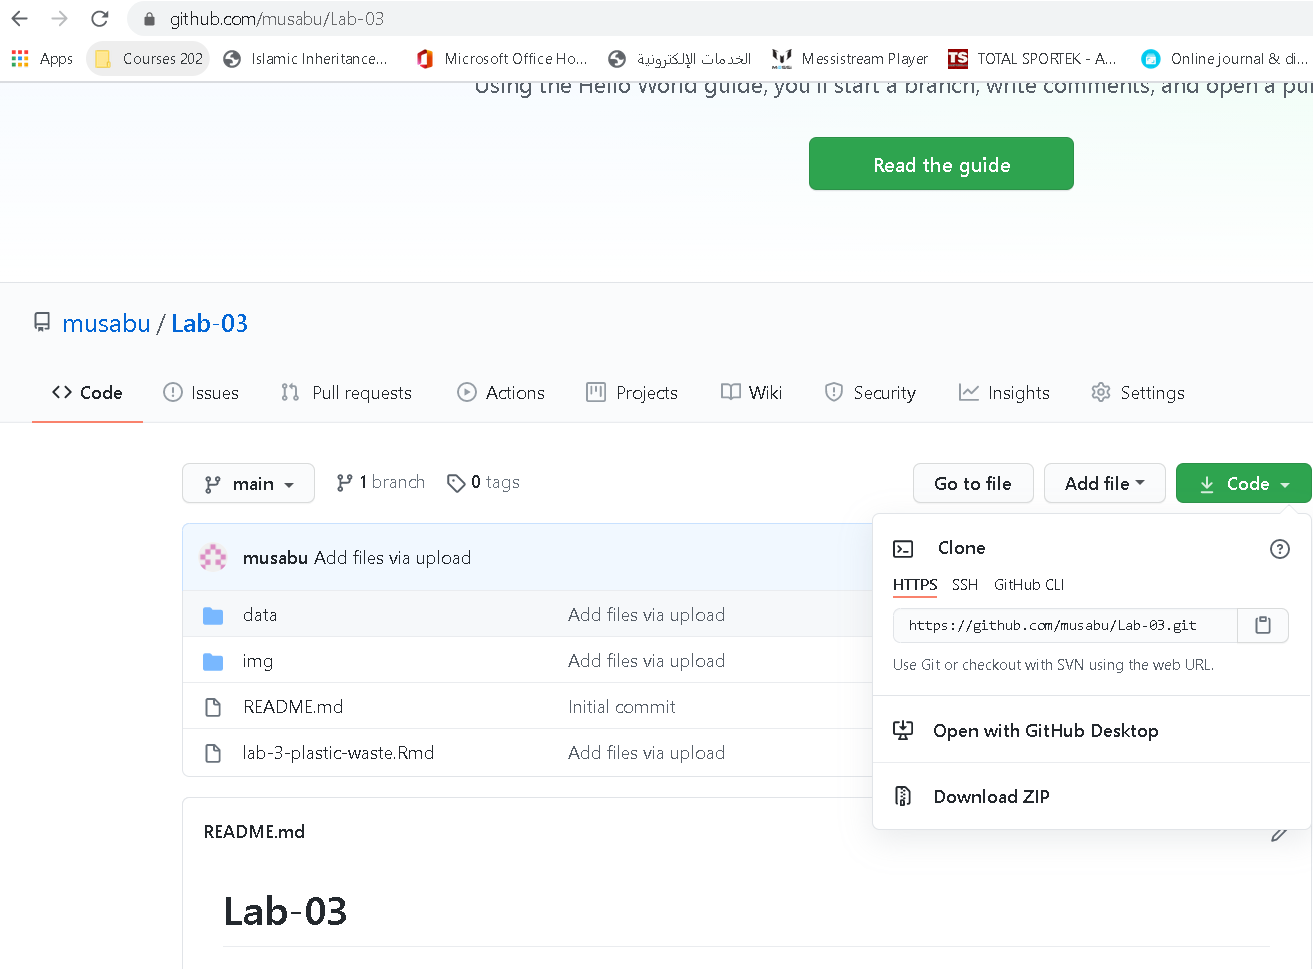 github.com/musabu/Lab-03
Apps Courses 202 Islamic Inheritance... Microsoft Office Ho... الخدمات الإلكترونية Messistream Player TS TOTAL SPORTEK - A... Online journal & di...
Using the Hello World guide, you'll start a branch, write comments, and open a pul
Read the guide
musabu / Lab-03
Code Issues Pull requests Actions Projects Wiki Security Insights Settings
main 1 branch 0 tags Go to file Add file Code
musabu Add files via upload
data Add files via upload
img Add files via upload
README.md Initial commit
lab-3-plastic-waste.Rmd Add files via upload
Clone
HTTPS SSH GitHub CLI
https://github.com/musabu/Lab-03.git
Use Git or checkout with SVN using the web URL.
Open with GitHub Desktop
Download ZIP
README.md
Lab-03